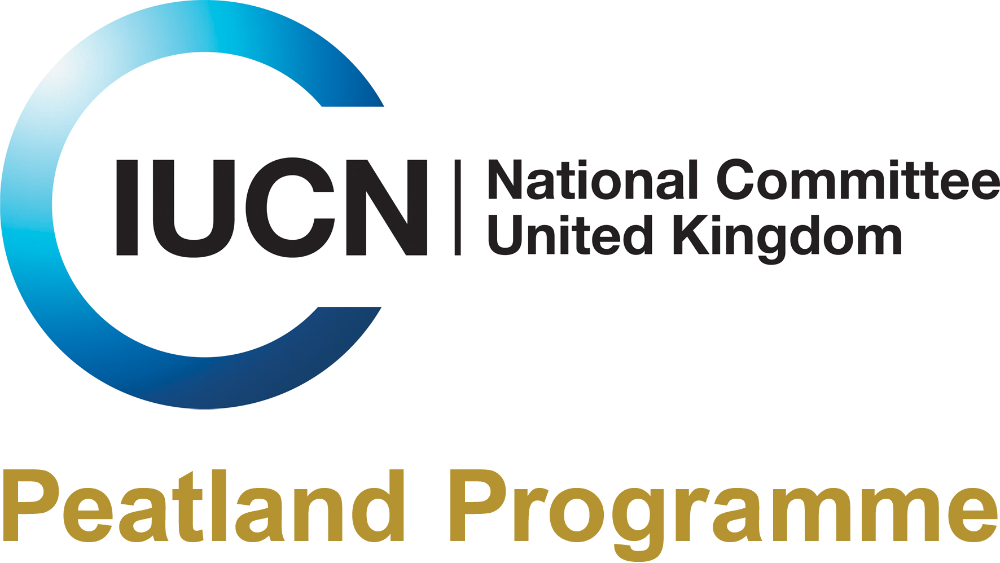 IUCN | National Committee
United Kingdom
Peatland Programme